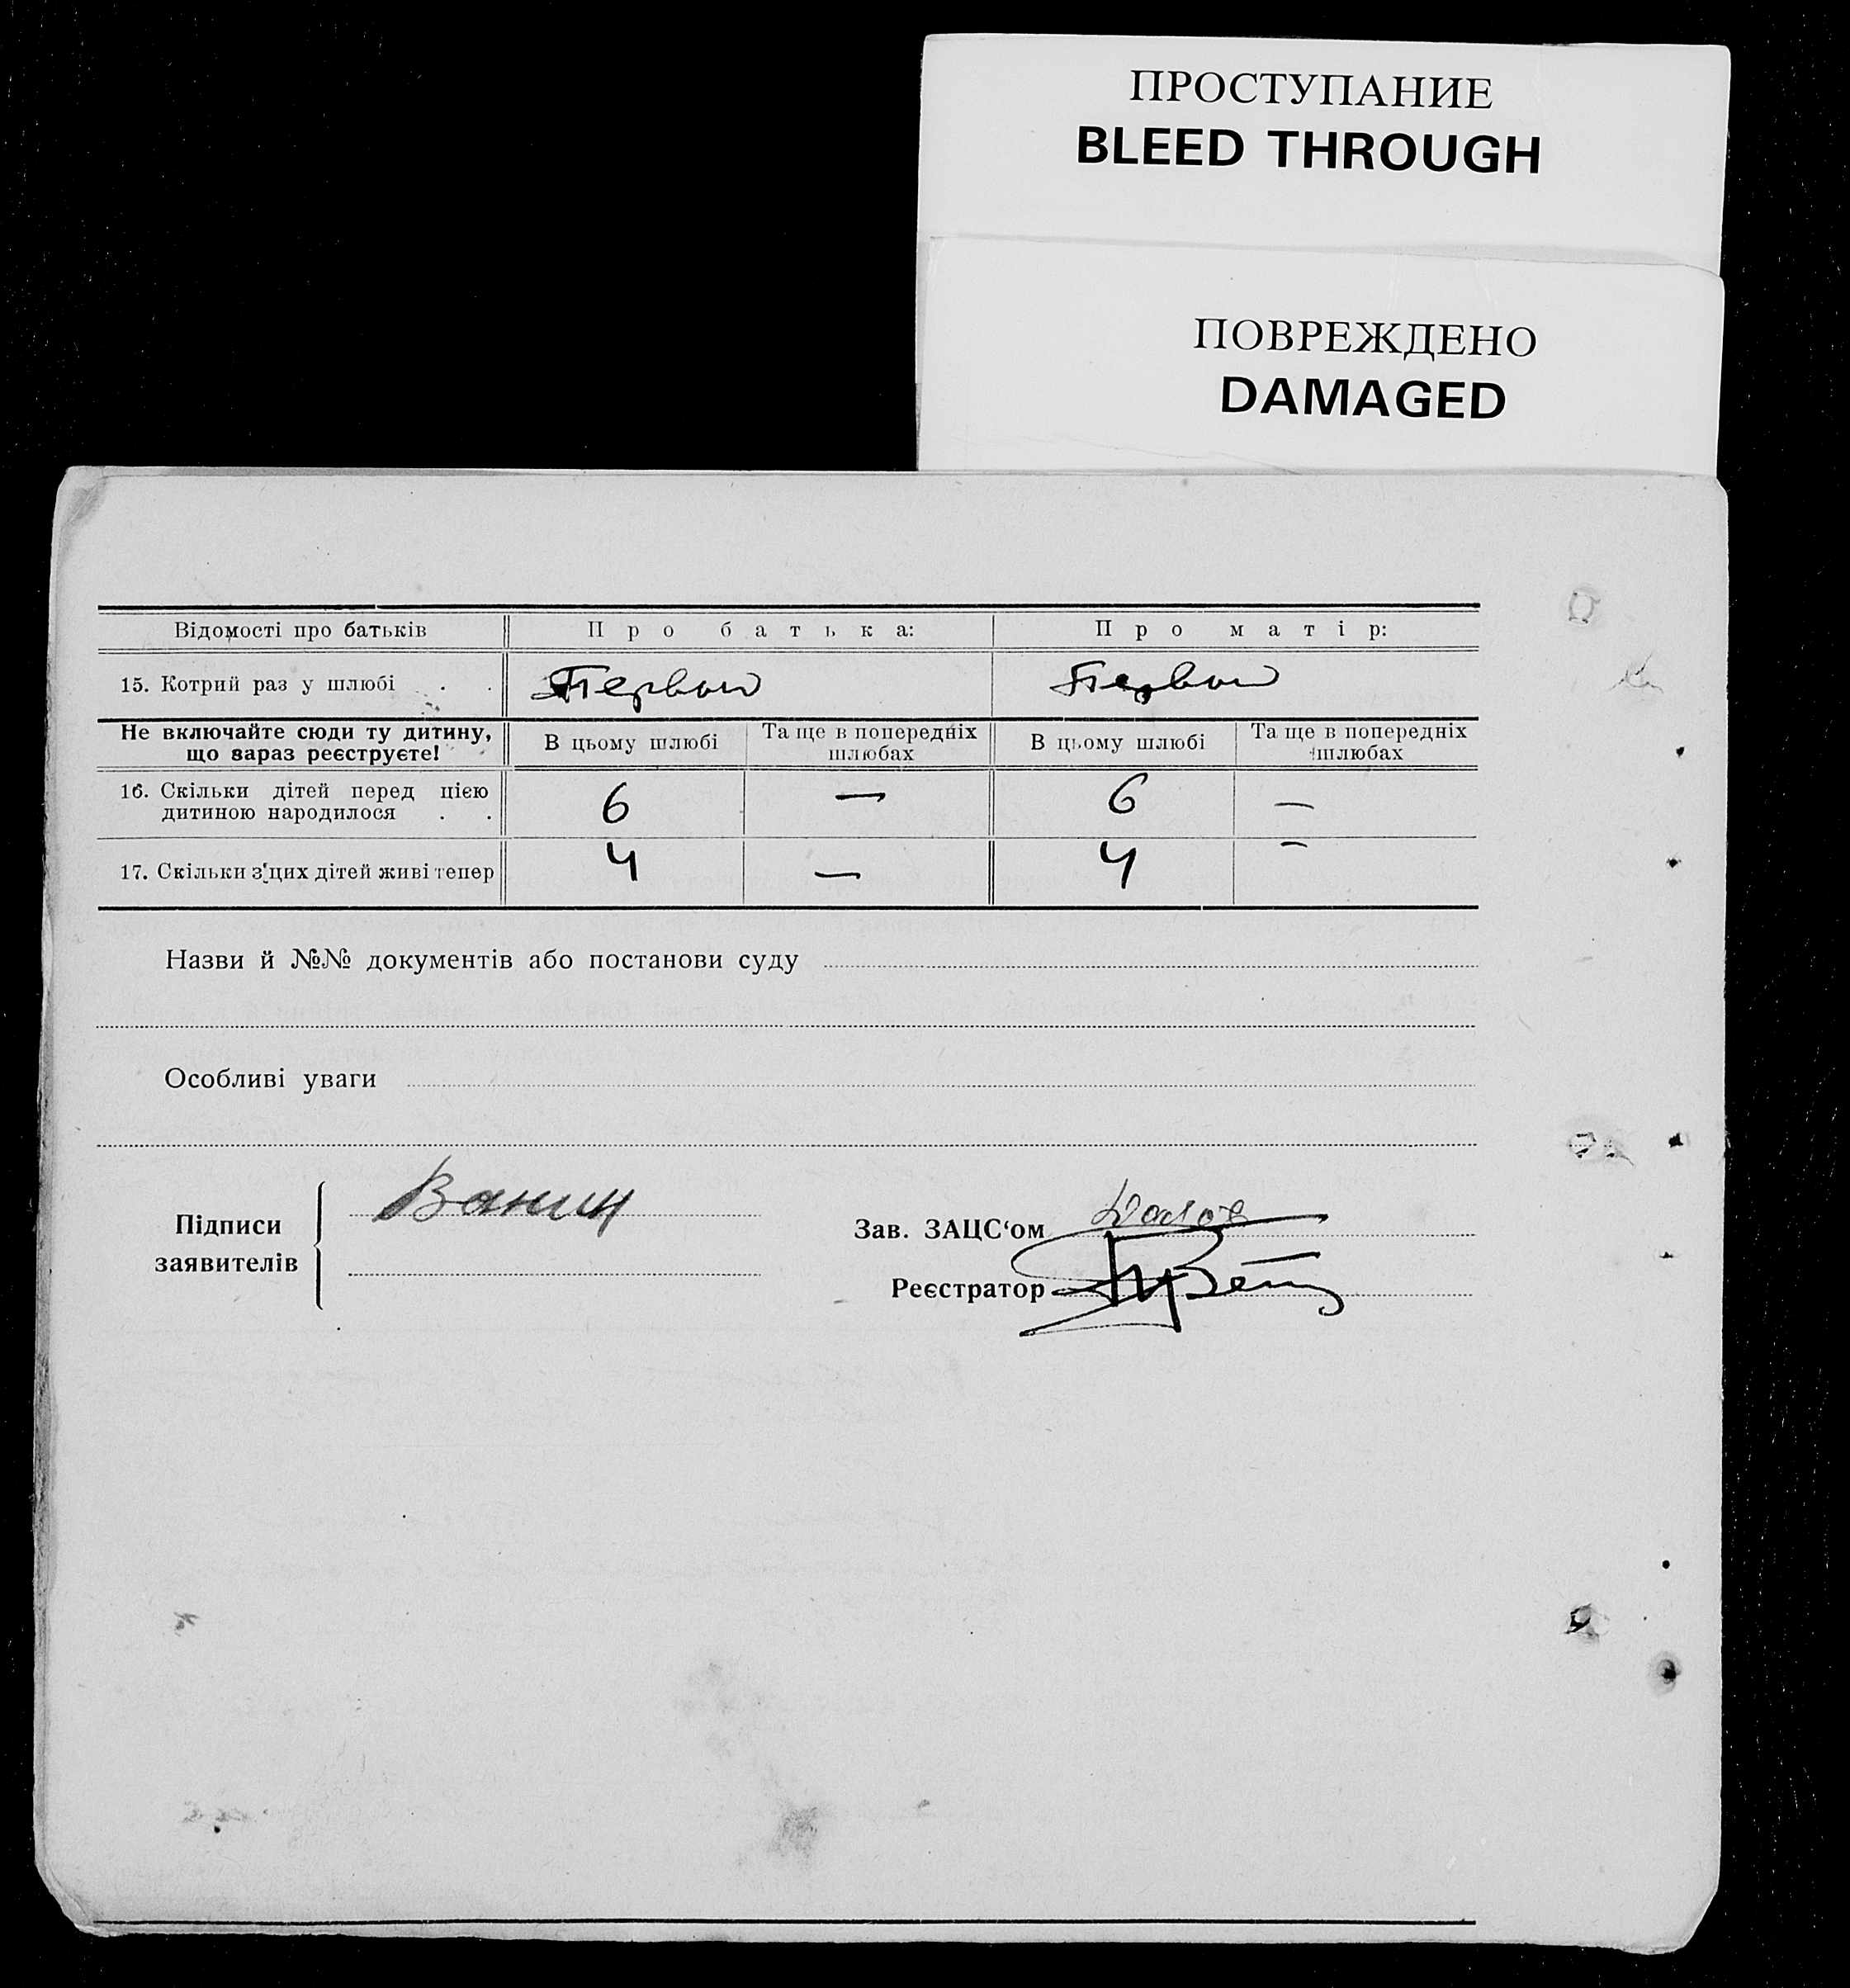 ПРОСТУПАНИЕ
BLEED THROUGH
ПОВРЕЖДЕНО
DAMAGED
Відомості про батьків Про батька: Про матір:
15. Котрий раз у шлюбі . . Первый Первый
Не включайте сюди ту дитину, що зараз реєструєте! В цьому шлюбі Та ще в попередніх шлюбах В цьому шлюбі Та ще в попередніх шлюбах
16. Скільки дітей перед цією дитиною народилося . . 6 — 6 —
17. Скільки з цих дітей живі тепер 4 — 4 —
Назви й №№ документів або постанови суду
Особливі уваги
Підписи заявителів
Зав. ЗАЦС‘ом
Реєстратор